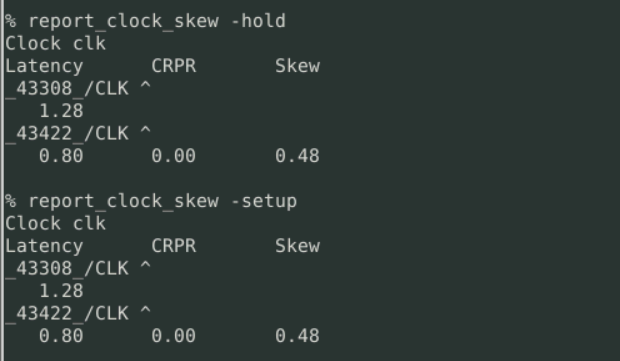 % report_clock_skew -hold
Clock clk
Latency      CRPR       Skew
_43308_/CLK ^
   1.28
_43422_/CLK ^
   0.80      0.00       0.48

% report_clock_skew -setup
Clock clk
Latency      CRPR       Skew
_43308_/CLK ^
   1.28
_43422_/CLK ^
   0.80      0.00       0.48